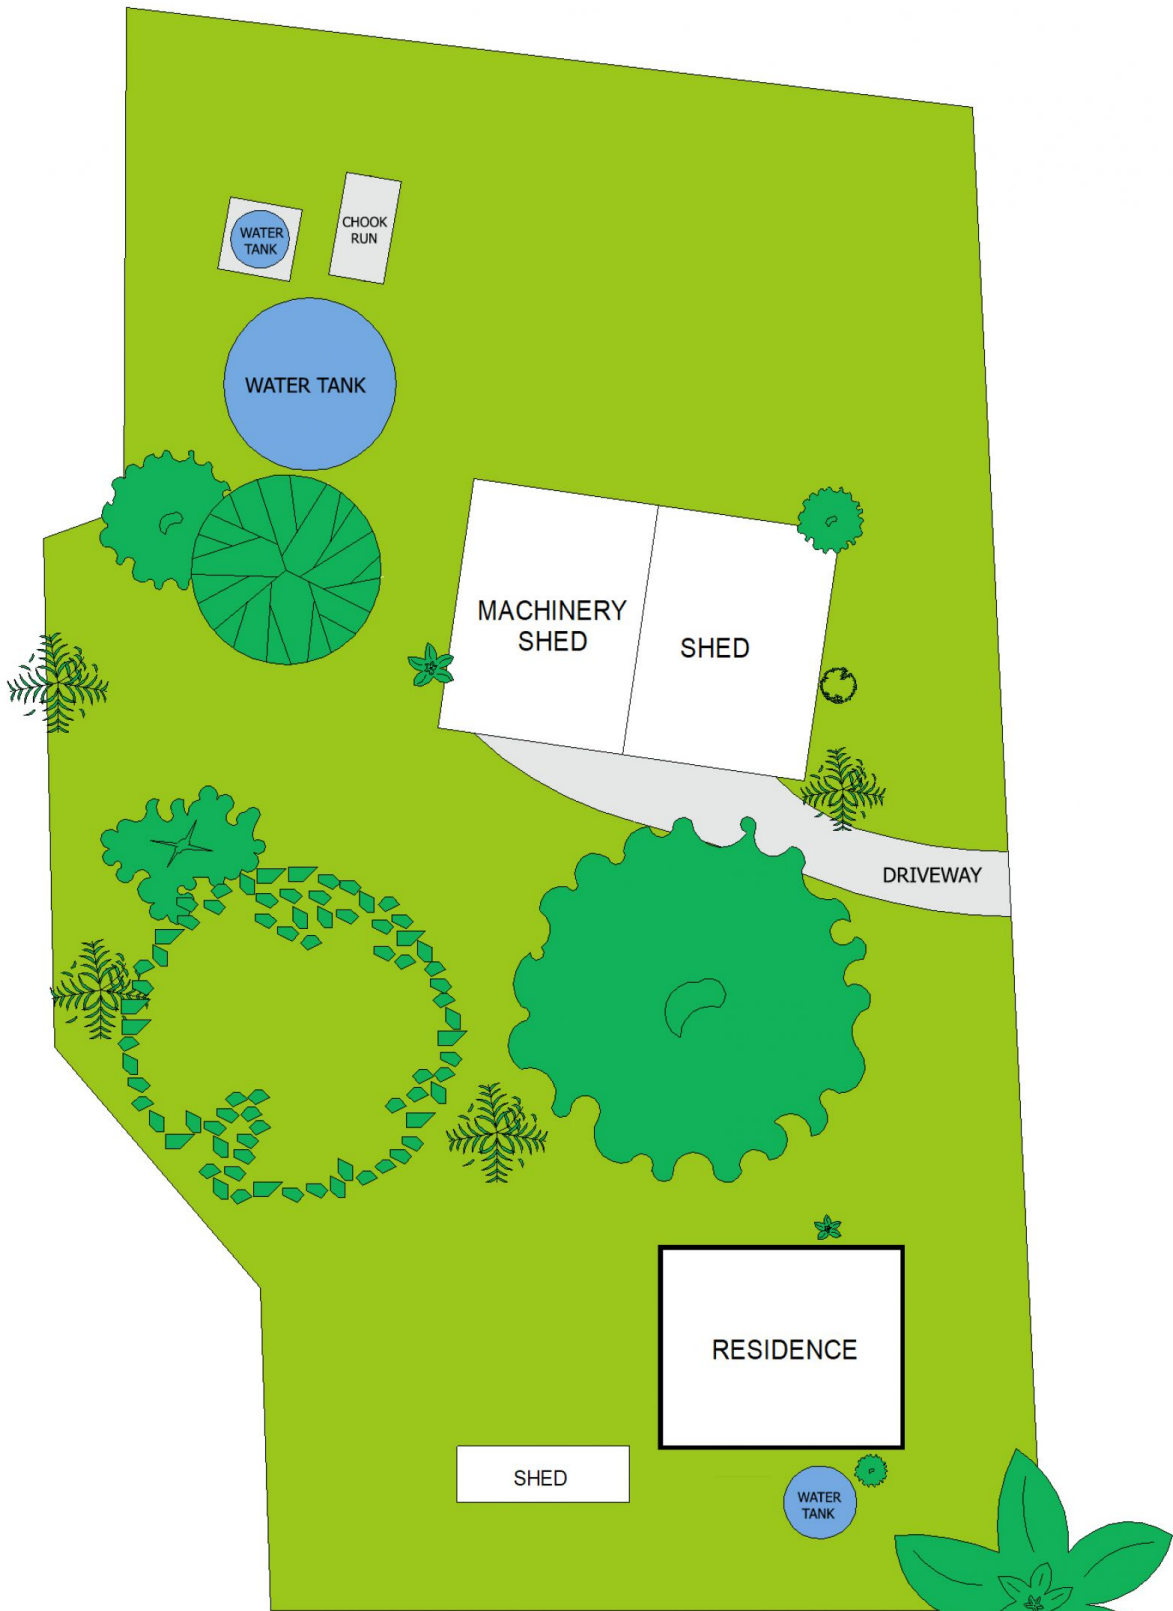 WATER
TANK
CHOOK
RUN
WATER TANK
MACHINERY
SHED
SHED
DRIVEWAY
RESIDENCE
SHED
WATER
TANK